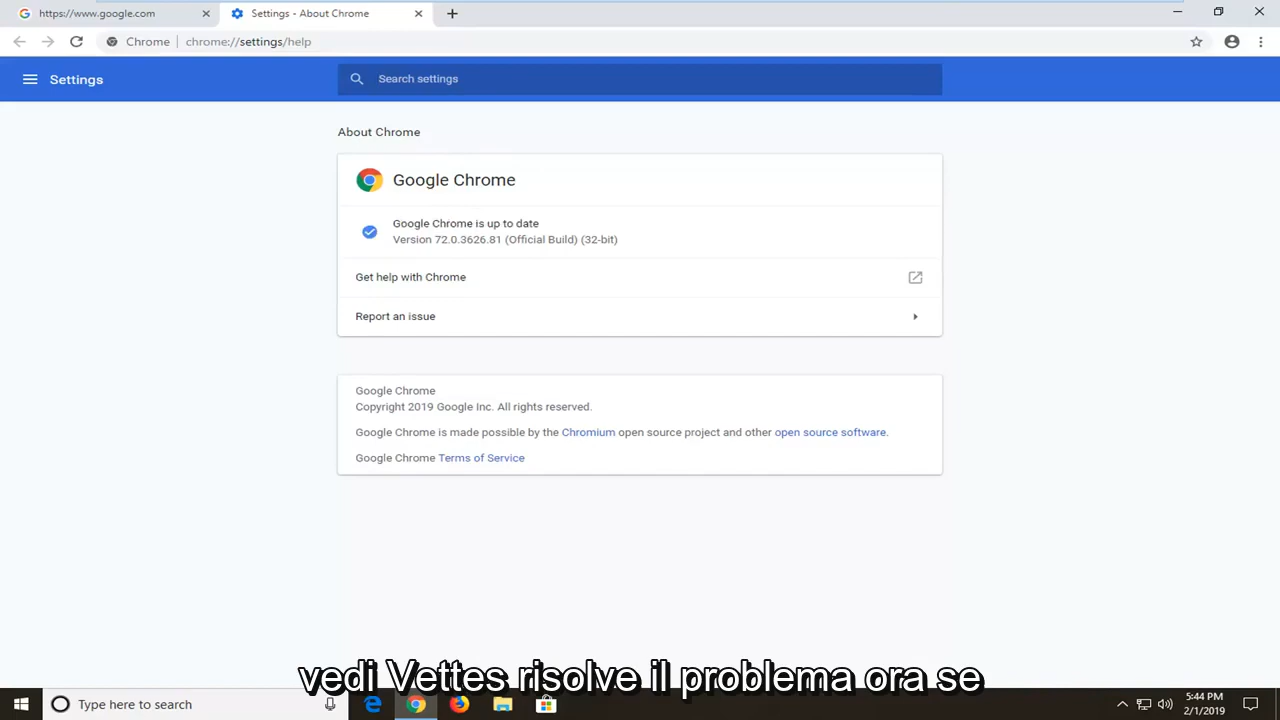 https://www.google.com
Settings - About Chrome
Chrome
chrome://settings/help
Settings
Search settings
About Chrome
Google Chrome
Google Chrome is up to date
Version 72.0.3626.81 (Official Build) (32-bit)
Get help with Chrome
Report an issue
Google Chrome
Copyright 2019 Google Inc. All rights reserved.
Google Chrome is made possible by the Chromium open source project and other open source software.
Google Chrome Terms of Service
vedi Vettes risolve il problema ora se
Type here to search
5:44 PM
2/1/2019